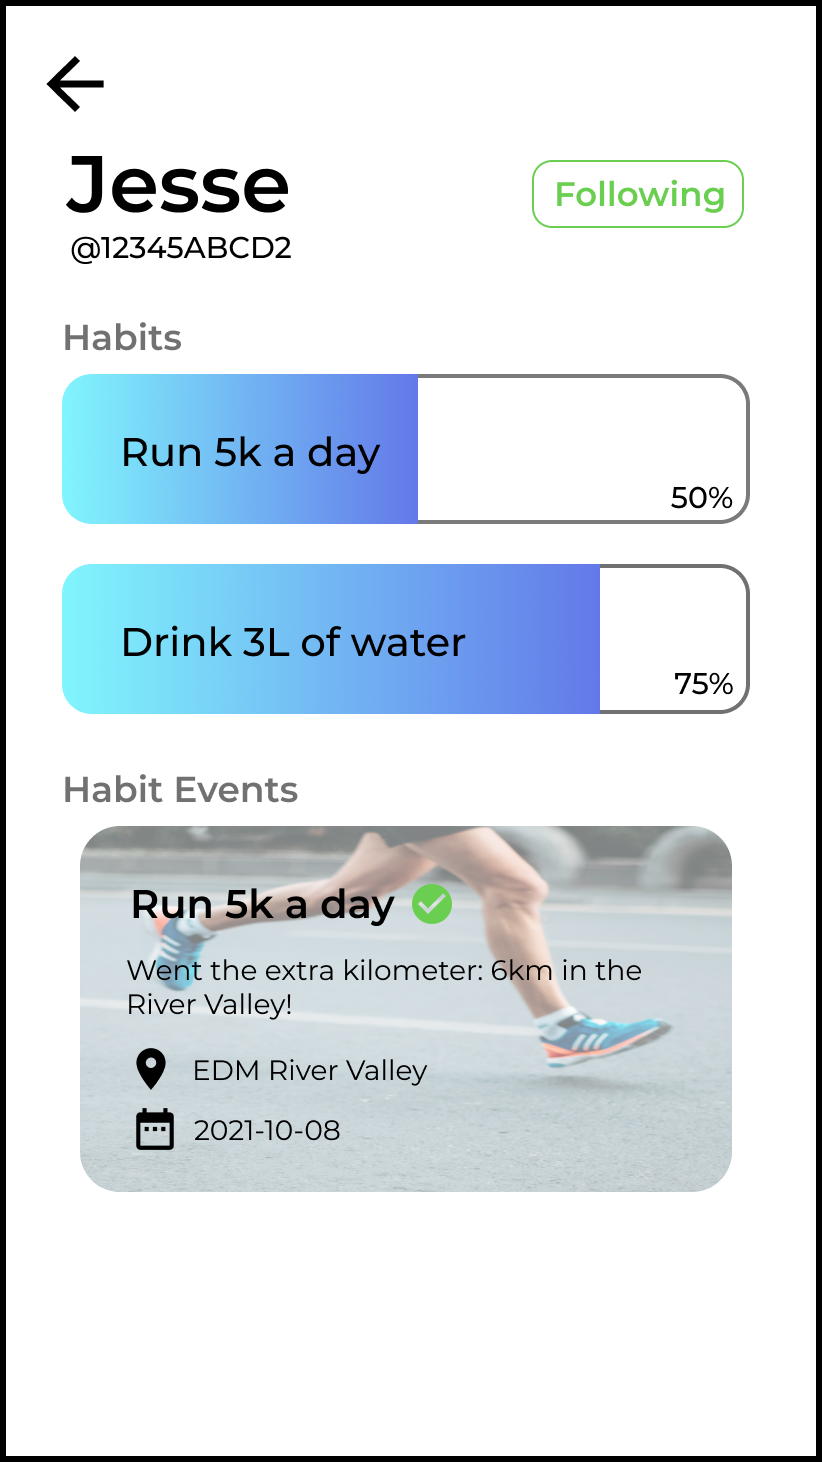 Jesse
Following
@12345ABCD2
Habits
Run 5k a day
50%
Drink 3L of water
75%
Habit Events
Run 5k a day
Went the extra kilometer: 6km in the
River Valley!
EDM River Valley
2021-10-08